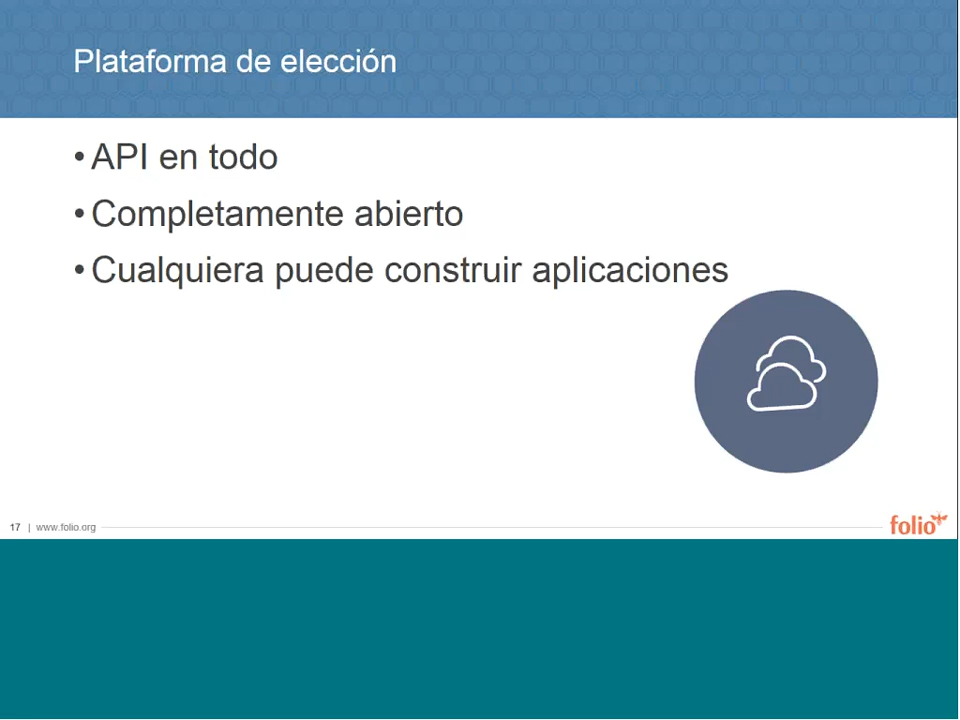 Plataforma de elección
• API en todo
• Completamente abierto
• Cualquiera puede construir aplicaciones
17 | www.folio.org
folio